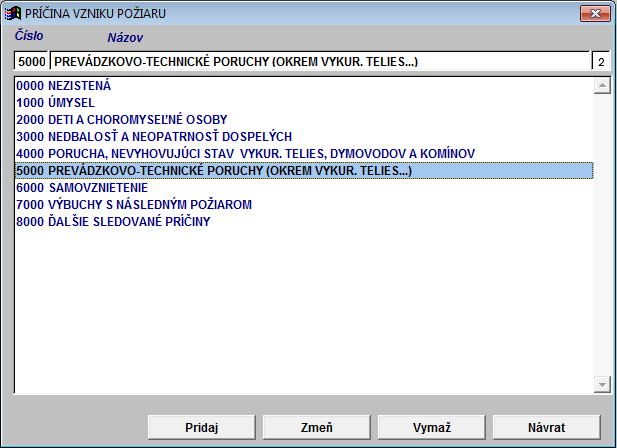 PRÍČINA VZNIKU POŽIARU
Číslo Názov
5000 PREVÁDZKOVO-TECHNICKÉ PORUCHY (OKREM VYKUR. TELIES...) 2
0000 NEZISTENÁ
1000 ÚMYSEL
2000 DETI A CHOROMYSEĽNÉ OSOBY
3000 NEDBALOSŤ A NEOPATRNOSŤ DOSPELÝCH
4000 PORUCHA, NEVYHOVUJÚCI STAV VYKUR. TELIES, DYMOVODOV A KOMÍNOV
5000 PREVÁDZKOVO-TECHNICKÉ PORUCHY (OKREM VYKUR. TELIES...)
6000 SAMOVZNIETENIE
7000 VÝBUCHY S NÁSLEDNÝM POŽIAROM
8000 ĎALŠIE SLEDOVANÉ PRÍČINY
Pridaj Zmeň Vymaž Návrat